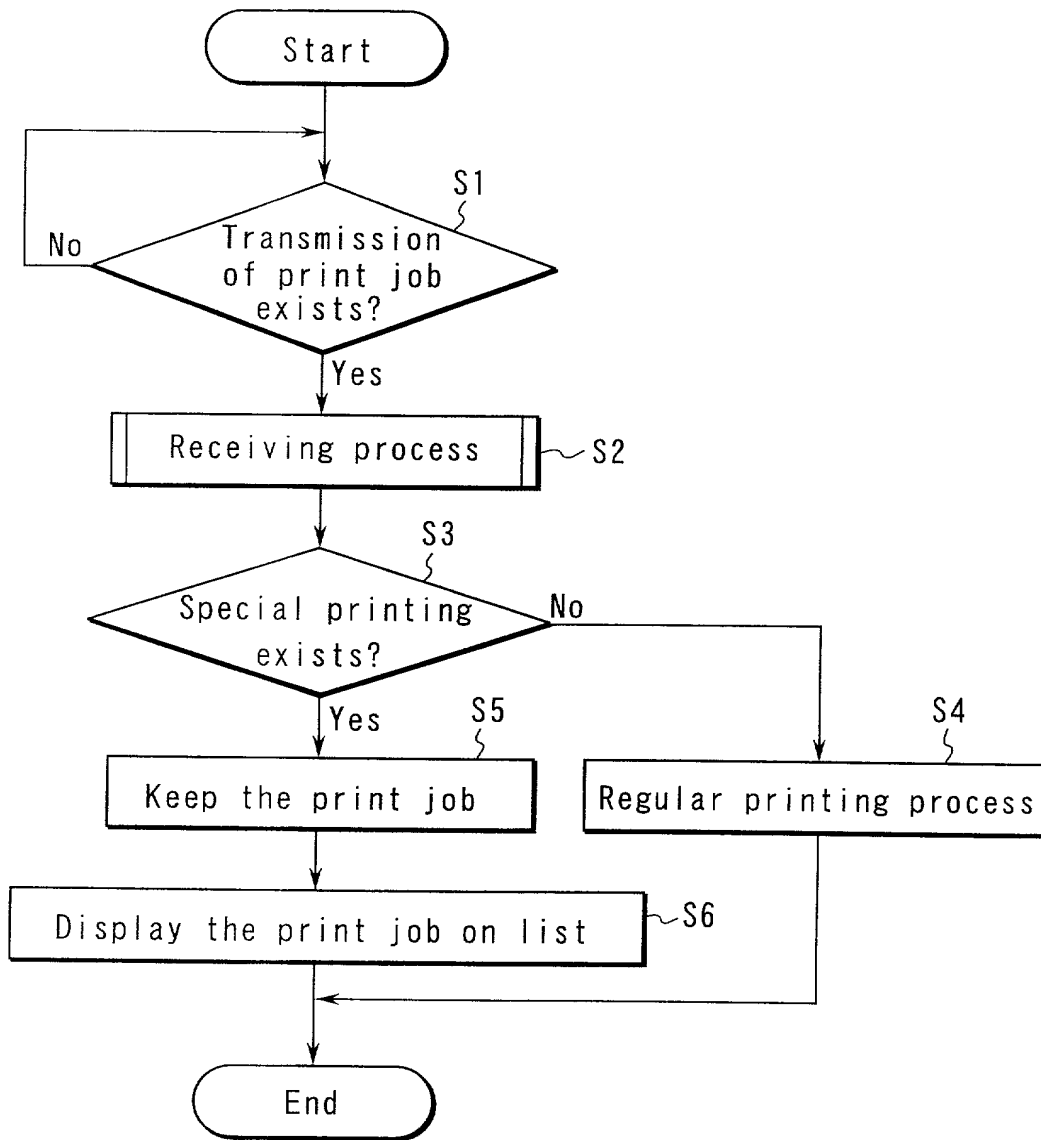 Start
S1
No
Transmission
of print job
exists?
Yes
Receiving process
S2
S3
Special printing
exists?
No
Yes
S5
S4
Keep the print job
Regular printing process
Display the print job on list
S6
End